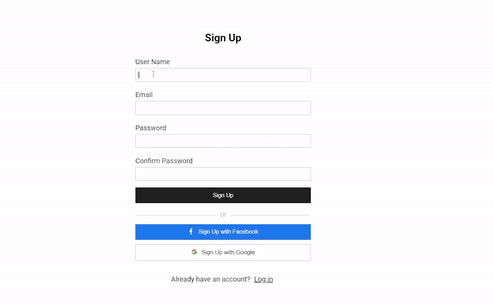 Sign Up
User Name
Email
Password
Confirm Password
Sign Up
or
Sign Up with Facebook
Sign Up with Google
Already have an account? Log in